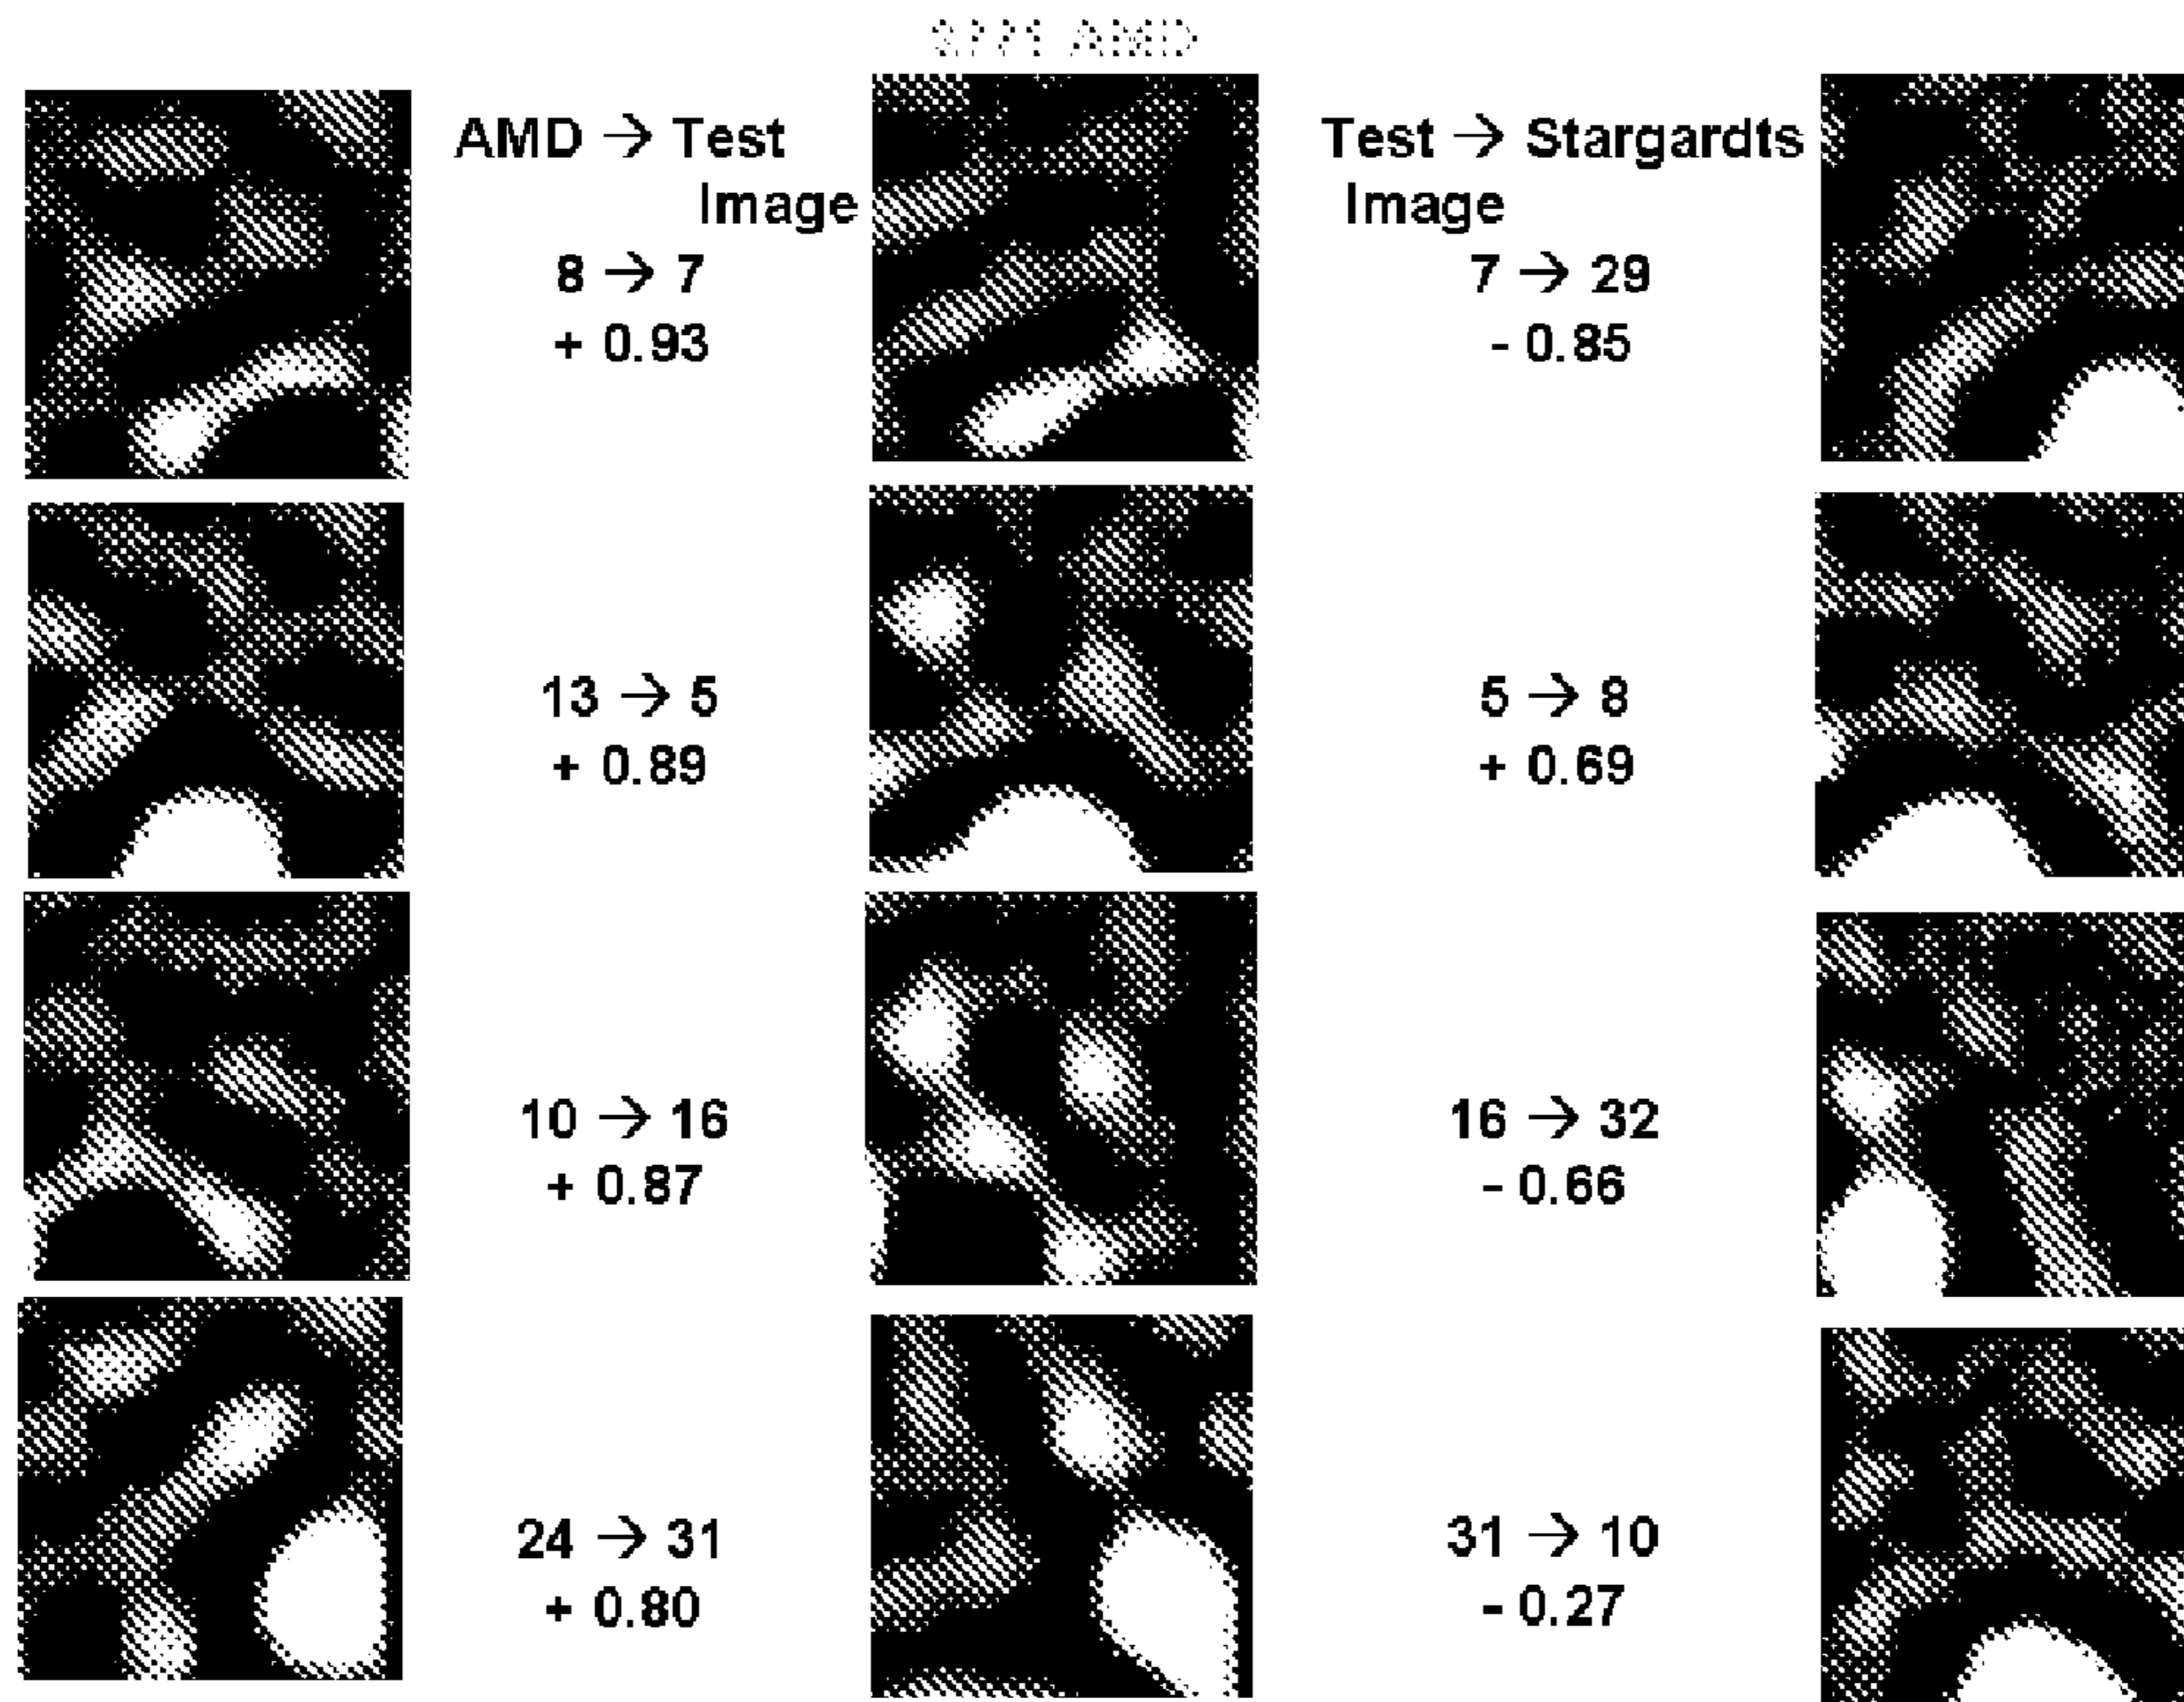 AMD
AMD → Test
Image
8 → 7
+ 0.93
Test → Stargardts
Image
7 → 29
- 0.85
13 → 5
+ 0.89
5 → 8
+ 0.69
10 → 16
+ 0.87
16 → 32
- 0.66
24 → 31
+ 0.80
31 → 10
- 0.27